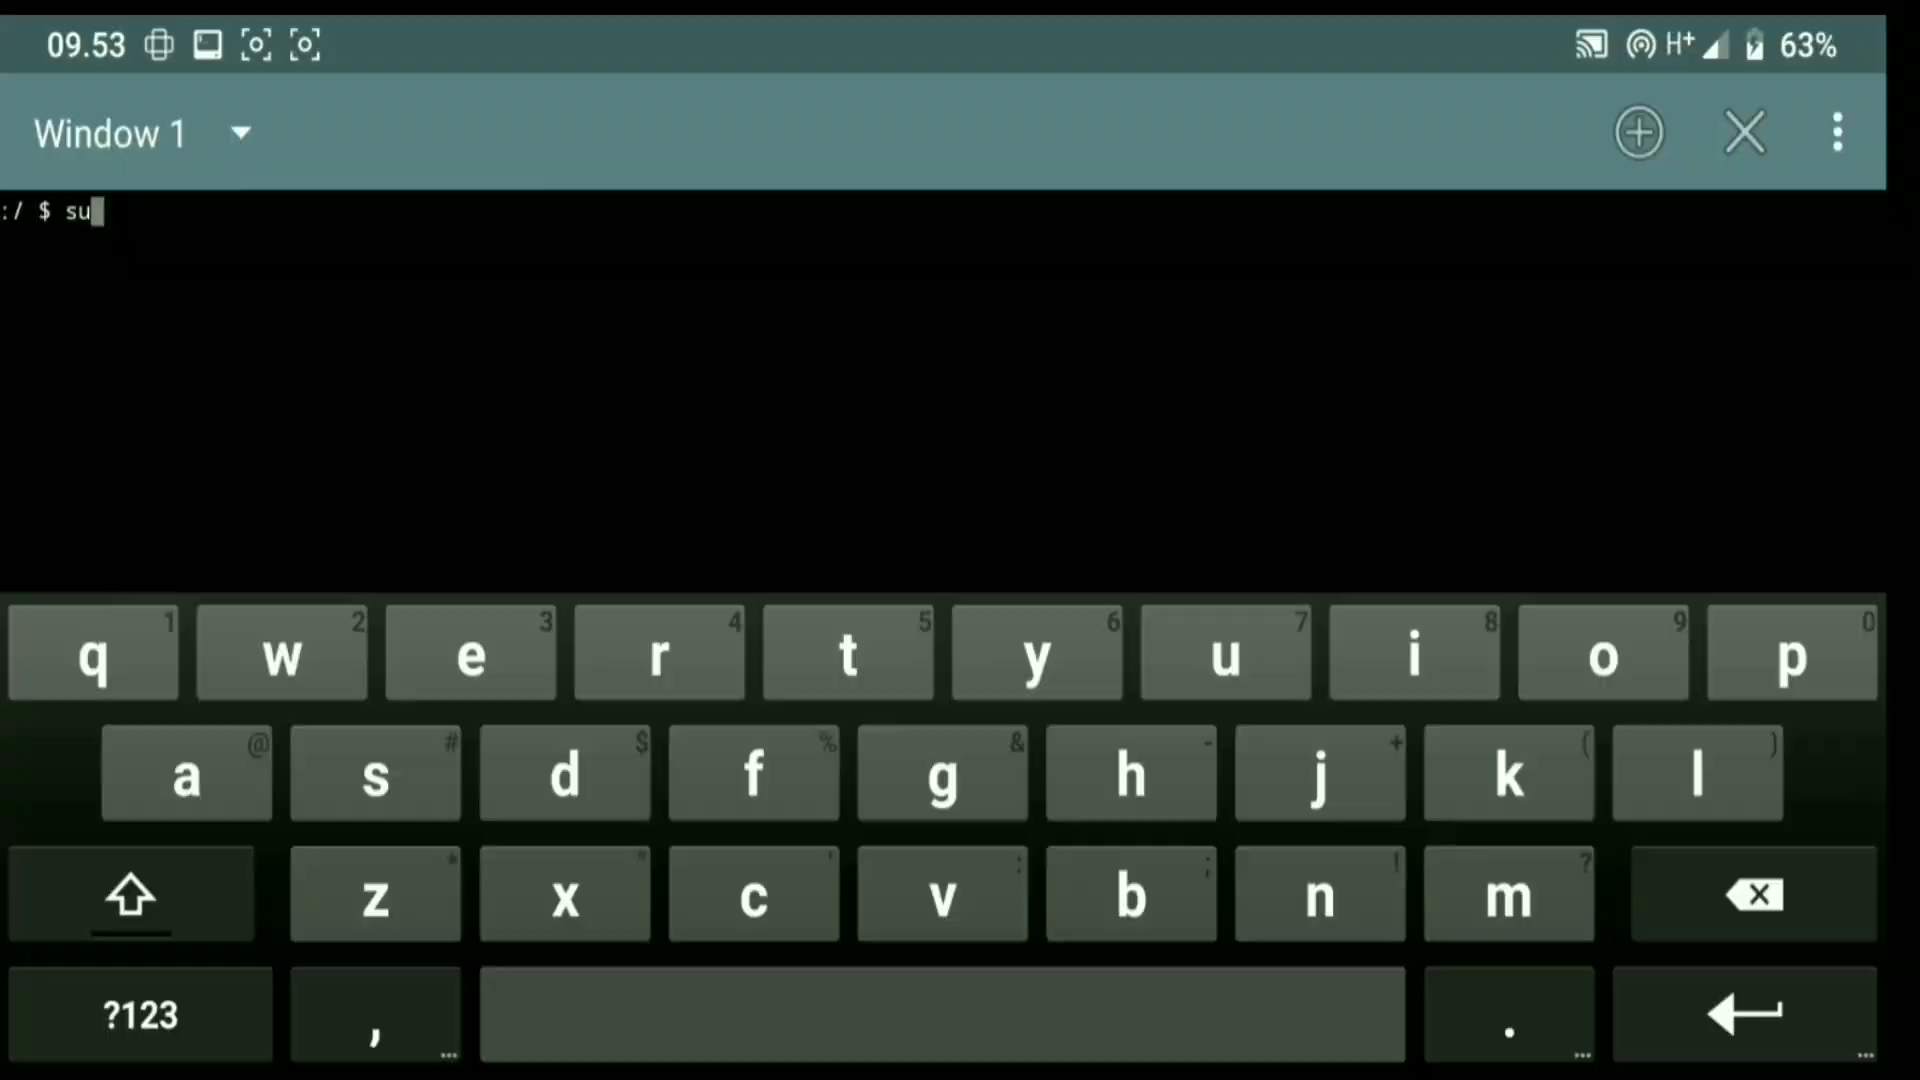 09.53 H+ 63%
Window 1
:/ $ su
1 2 3 4 5 6 7 8 9 0
q w e r t y u i o p
@ # $ % & - + ( )
a s d f g h j k l
* " ' : ; ! ?
z x c v b n m
?123 , ... . ... ...